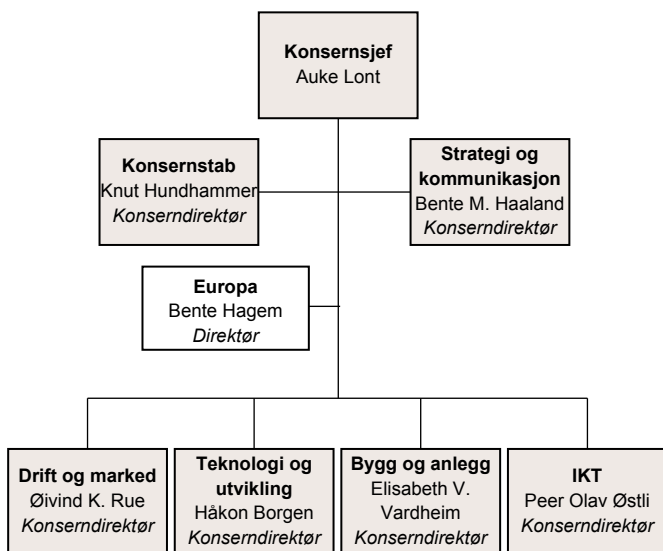 Konsernsjef
Auke Lont
Konsernstab
Knut Hundhammer
Konserndirektør
Strategi og
kommunikasjon
Bente M. Haaland
Konserndirektør
Europa
Bente Hagem
Direktør
Drift og marked
Øivind K. Rue
Konserndirektør
Teknologi og
utvikling
Håkon Borgen
Konserndirektør
Bygg og anlegg
Elisabeth V.
Vardheim
Konserndirektør
IKT
Peer Olav Østli
Konserndirektør